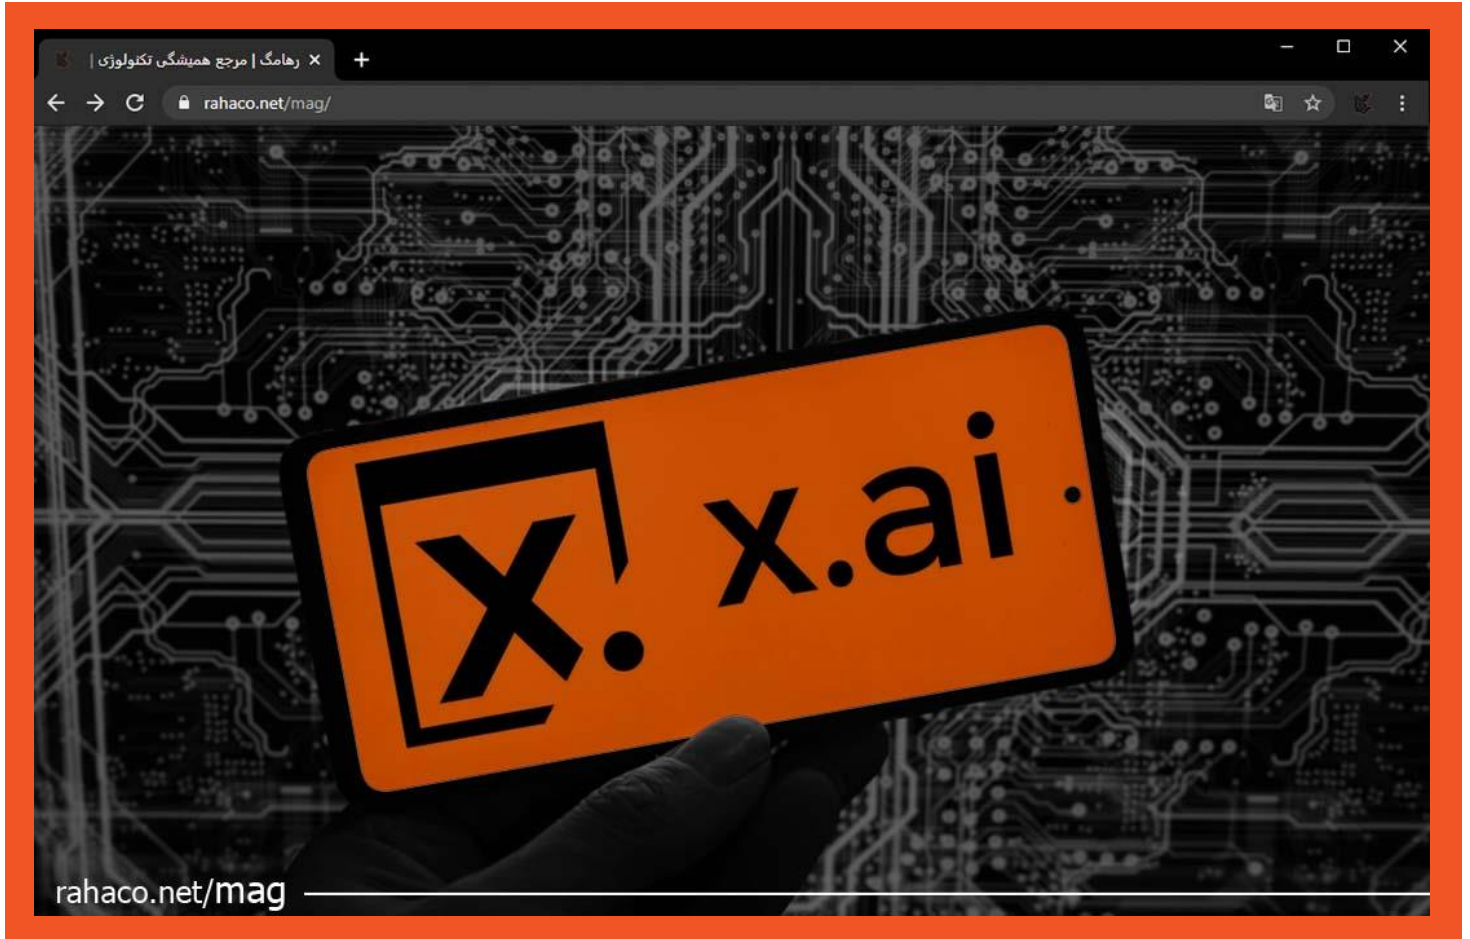 رهامگ | مرجع همیشگی تکنولوژی |
rahaco.net/mag/
x.
x.ai
rahaco.net/mag